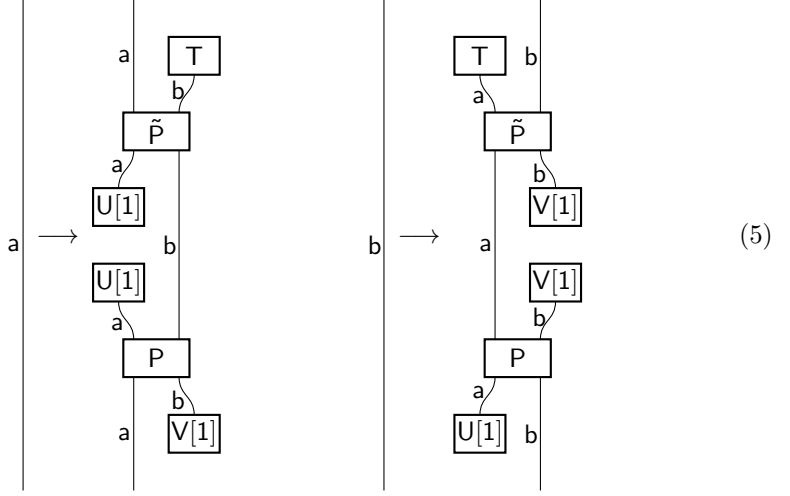 a T T b
b a
P̃ P̃
a b
U[1] V[1]
a ⟶ b b ⟶ a (5)
U[1] V[1]
a b
P P
b a
a V[1] U[1] b